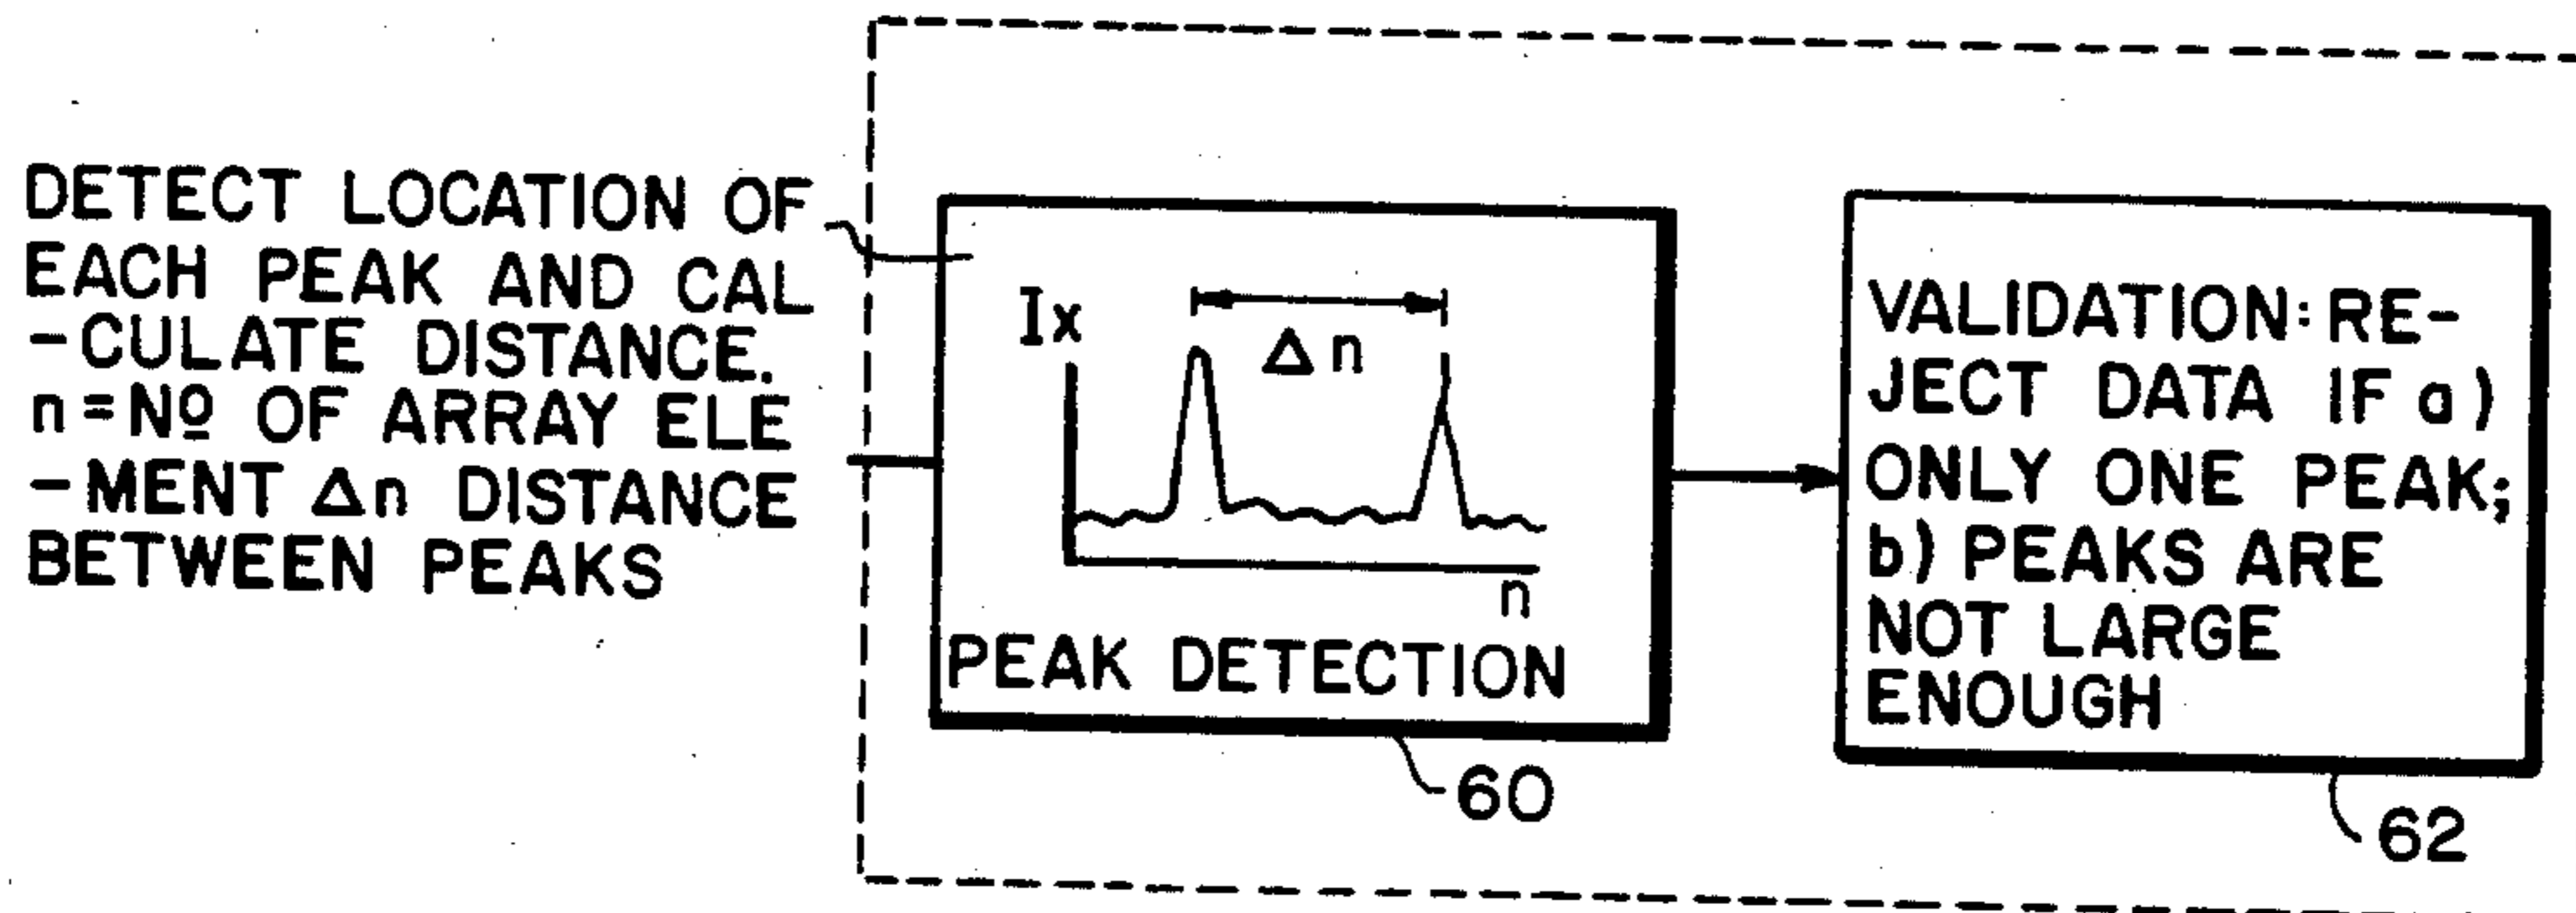 DETECT LOCATION OF
EACH PEAK AND CAL
-CULATE DISTANCE.
n=Nº OF ARRAY ELE
-MENT Δn DISTANCE
BETWEEN PEAKS
Ix
Δn
n
PEAK DETECTION
60
VALIDATION: RE-
JECT DATA IF a)
ONLY ONE PEAK;
b) PEAKS ARE
NOT LARGE
ENOUGH
62